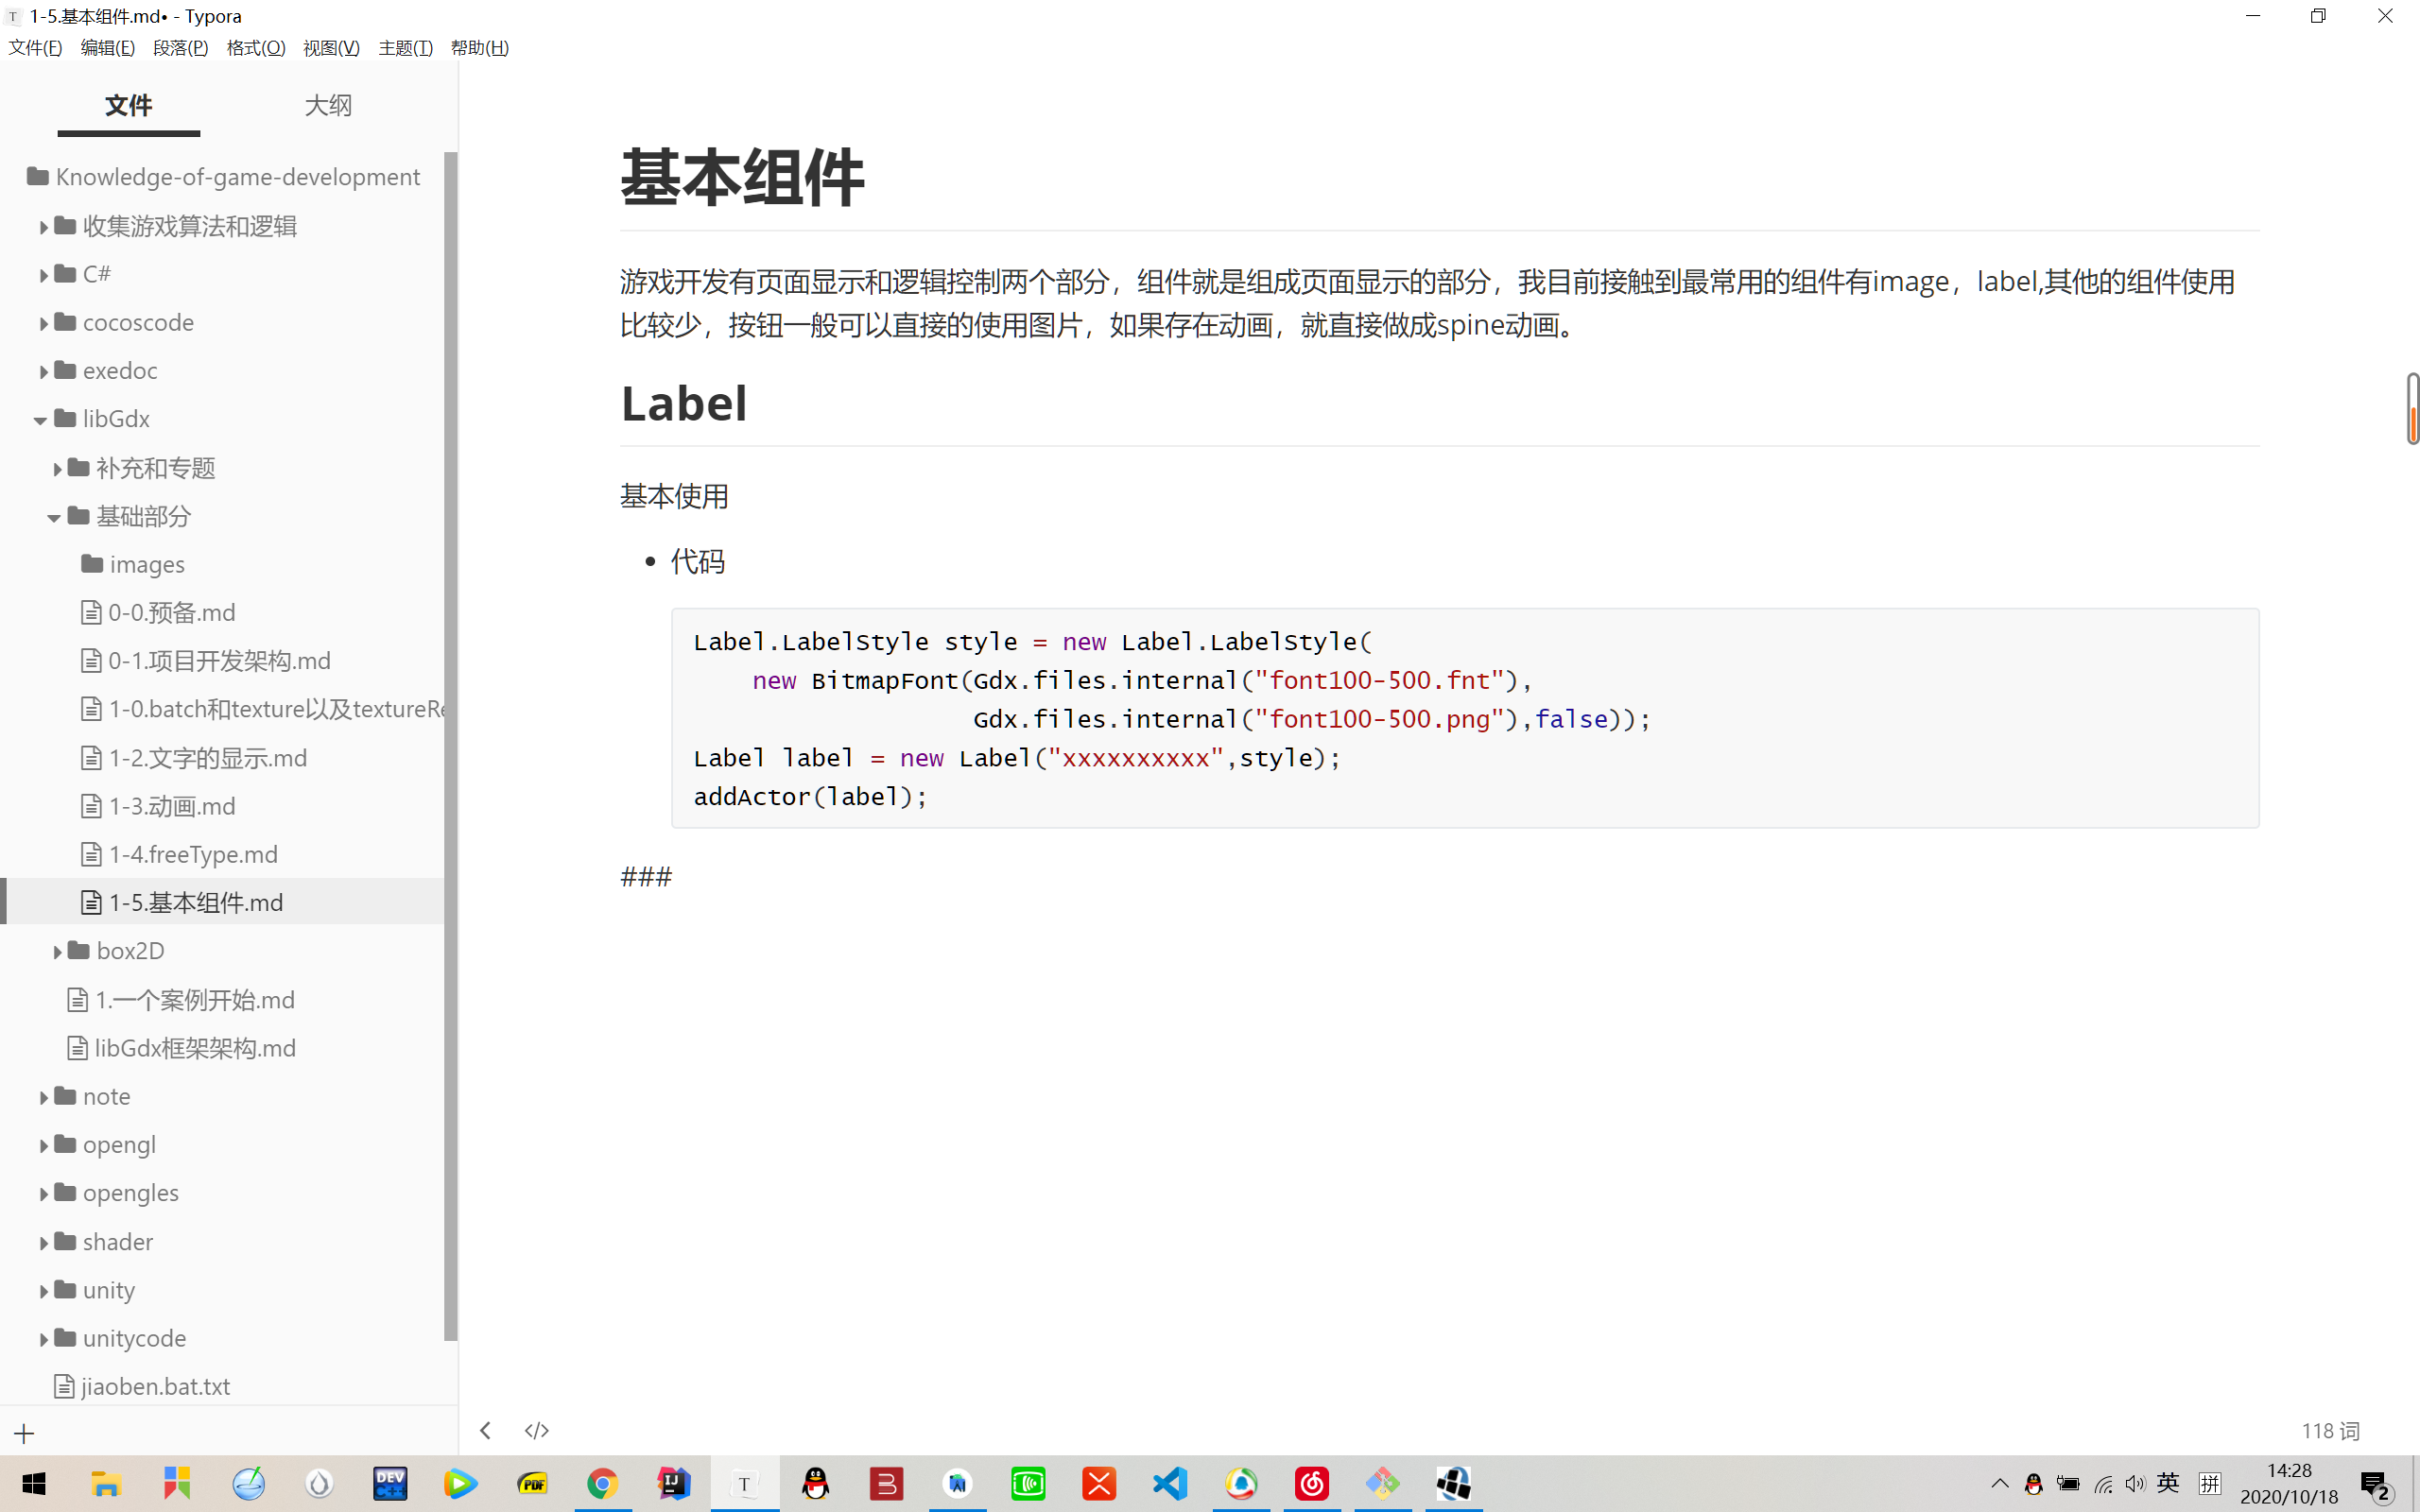 1-5.基本组件.md• - Typora
文件(F) 编辑(E) 段落(P) 格式(O) 视图(V) 主题(T) 帮助(H)
文件 大纲
Knowledge-of-game-development
收集游戏算法和逻辑
C#
cocoscode
exedoc
libGdx
补充和专题
基础部分
images
0-0.预备.md
0-1.项目开发架构.md
1-0.batch和texture以及textureRe
1-2.文字的显示.md
1-3.动画.md
1-4.freeType.md
1-5.基本组件.md
box2D
1.一个案例开始.md
libGdx框架架构.md
note
opengl
opengles
shader
unity
unitycode
jiaoben.bat.txt
基本组件
游戏开发有页面显示和逻辑控制两个部分，组件就是组成页面显示的部分，我目前接触到最常用的组件有image，label,其他的组件使用
比较少，按钮一般可以直接的使用图片，如果存在动画，就直接做成spine动画。
Label
基本使用
• 代码
Label.LabelStyle style = new Label.LabelStyle(
    new BitmapFont(Gdx.files.internal("font100-500.fnt"),
                   Gdx.files.internal("font100-500.png"),false));
Label label = new Label("xxxxxxxxxx",style);
addActor(label);
###
118 词
DEV C++
PDF
IJ
T
英 拼
14:28
2020/10/18
2